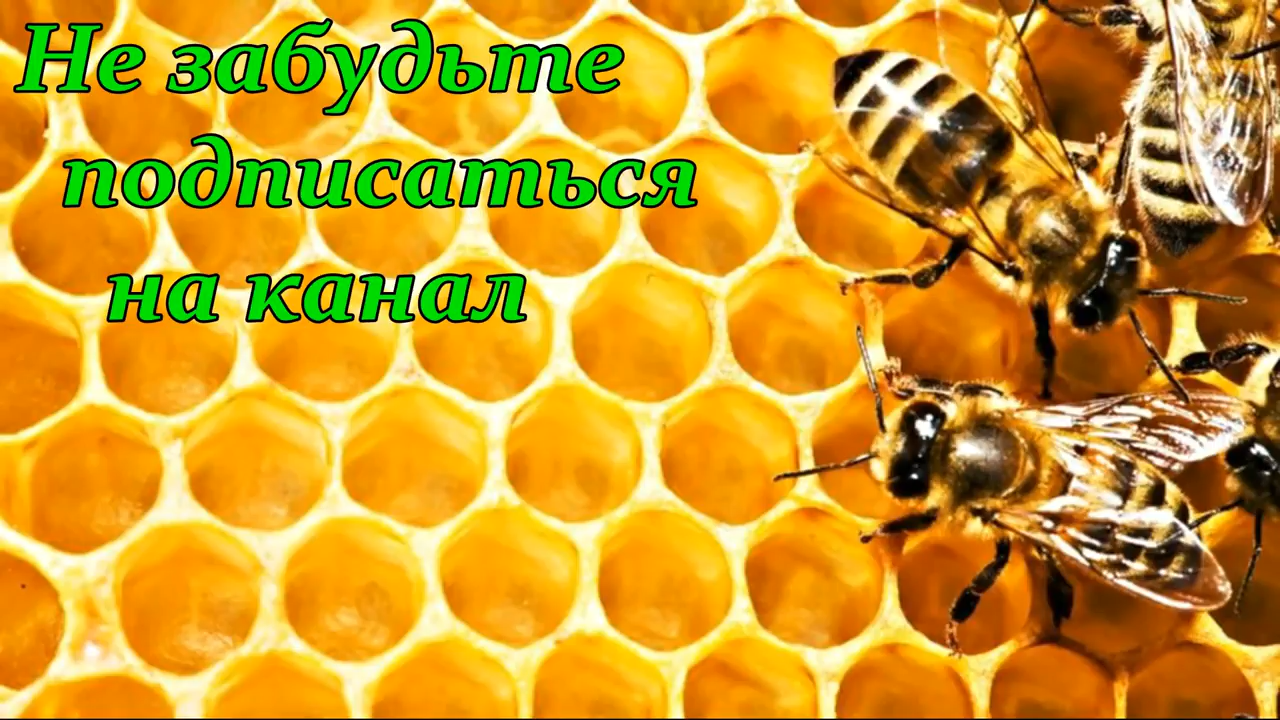 Не забудьте
подписаться
на канал